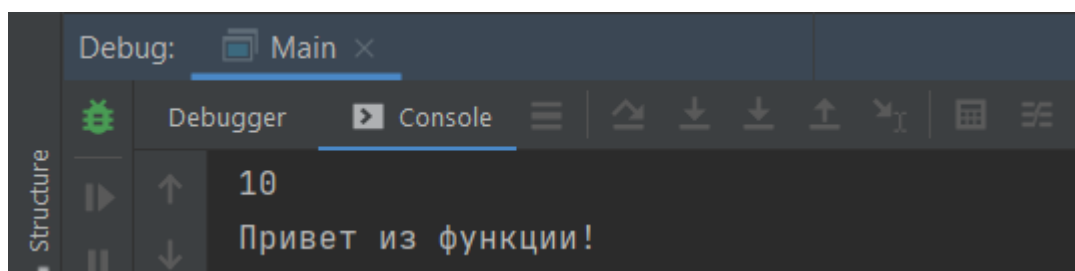 Debug: Main
Debugger Console
Structure
10
Привет из функции!